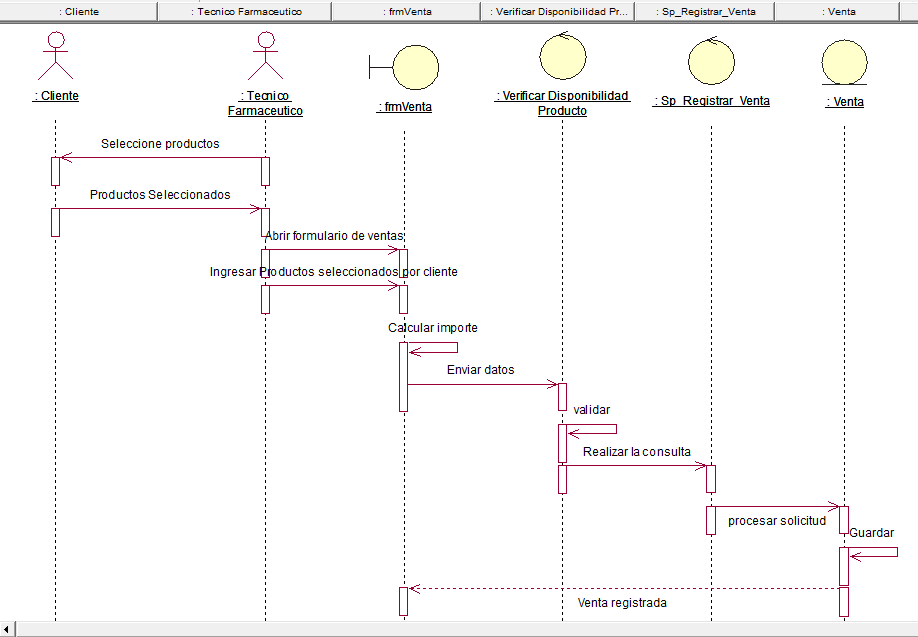 : Cliente
: Tecnico Farmaceutico
: frmVenta
: Verificar Disponibilidad Pr...
: Sp_Registrar_Venta
: Venta
: Cliente
: Tecnico
Farmaceutico
: frmVenta
: Verificar Disponibilidad
Producto
: Sp_Registrar_Venta
: Venta
Seleccione productos
Productos Seleccionados
Abrir formulario de ventas
Ingresar Productos seleccionados por cliente
Calcular importe
Enviar datos
validar
Realizar la consulta
procesar solicitud
Guardar
Venta registrada